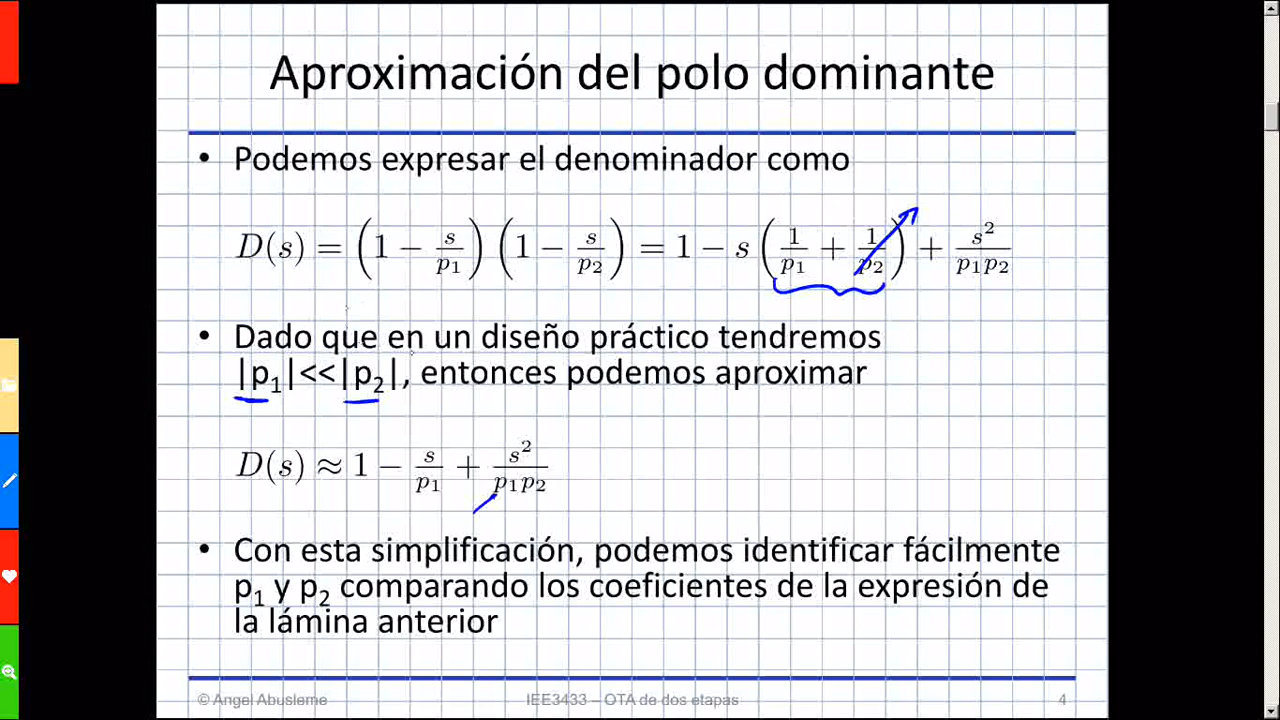 Aproximación del polo dominante
• Podemos expresar el denominador como
D(s) = (1 − s/p₁)(1 − s/p₂) = 1 − s(1/p₁ + 1/p₂) + s²/p₁p₂
• Dado que en un diseño práctico tendremos
|p₁|<<|p₂|, entonces podemos aproximar
D(s) ≈ 1 − s/p₁ + s²/p₁p₂
• Con esta simplificación, podemos identificar fácilmente
p₁ y p₂ comparando los coeficientes de la expresión de
la lámina anterior
© Angel Abusleme IEE3433 – OTA de dos etapas 4